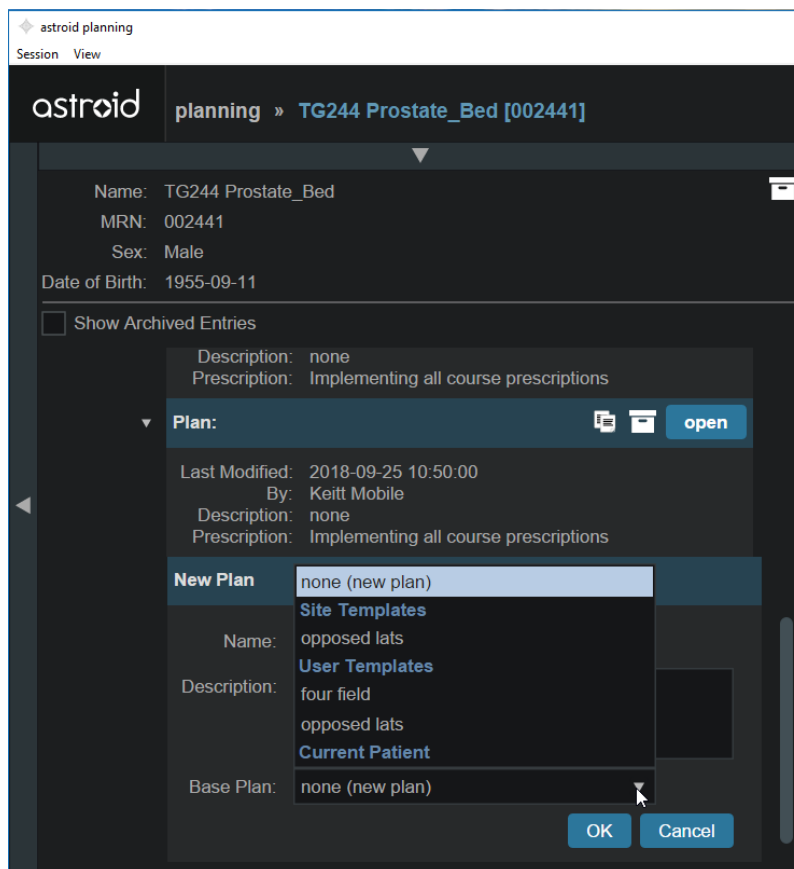 astroid planning
Session View
astroid planning » TG244 Prostate_Bed [002441]
Name: TG244 Prostate_Bed
MRN: 002441
Sex: Male
Date of Birth: 1955-09-11
Show Archived Entries
Description: none
Prescription: Implementing all course prescriptions
Plan: open
Last Modified: 2018-09-25 10:50:00
By: Keitt Mobile
Description: none
Prescription: Implementing all course prescriptions
New Plan
none (new plan)
Site Templates
Name: opposed lats
User Templates
Description: four field
opposed lats
Current Patient
Base Plan: none (new plan)
OK Cancel